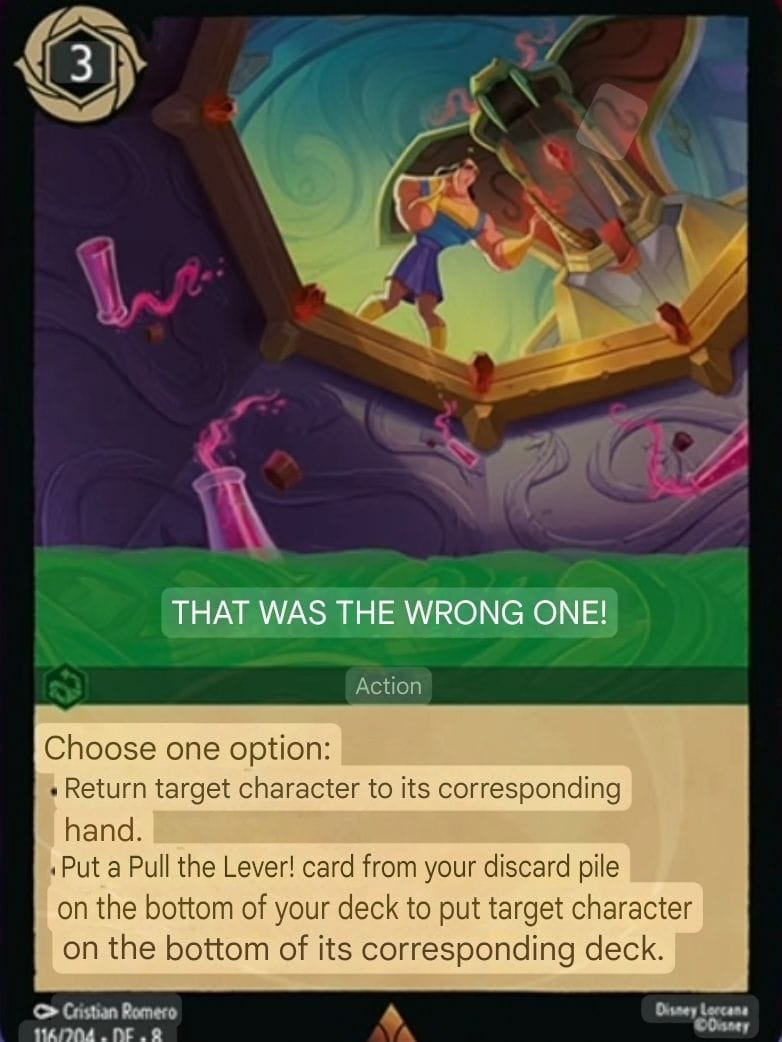 3
THAT WAS THE WRONG ONE!
Action
Choose one option:
• Return target character to its corresponding
hand.
• Put a Pull the Lever! card from your discard pile
on the bottom of your deck to put target character
on the bottom of its corresponding deck.
Cristian Romero
116/204 • DE • 8
Disney Lorcana
©Disney